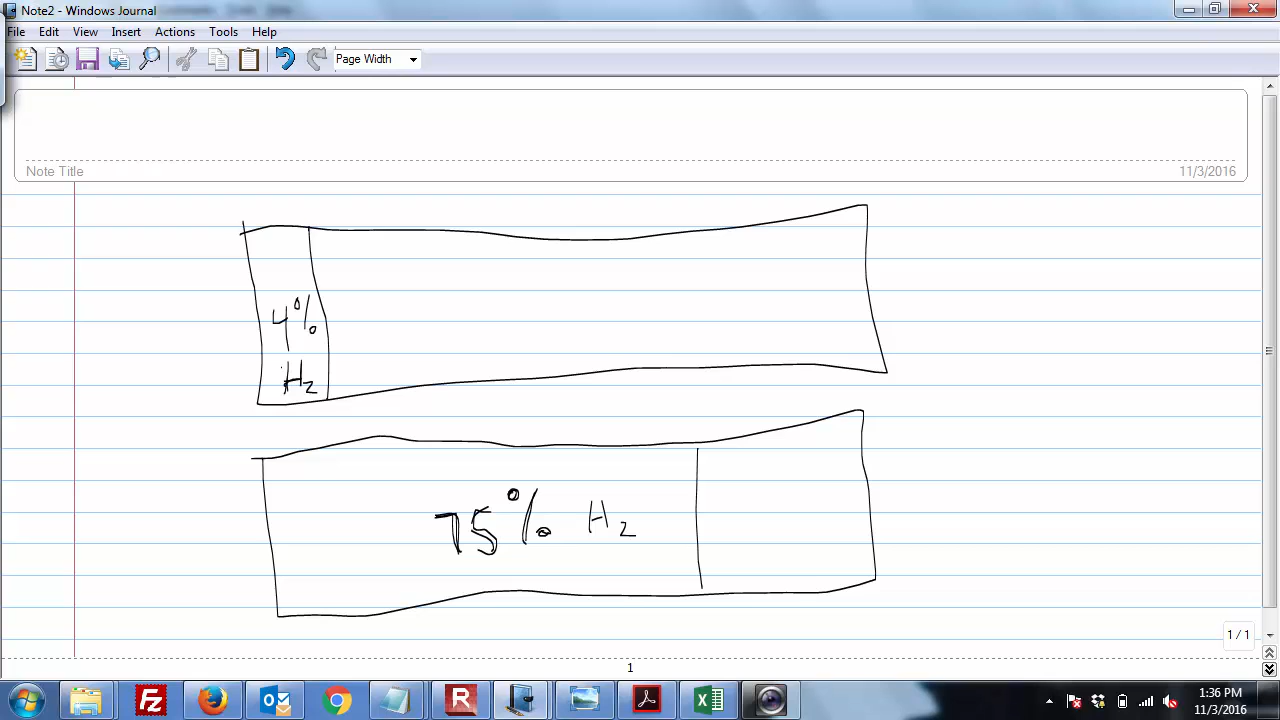 Note2 - Windows Journal
File Edit View Insert Actions Tools Help
Page Width
Note Title
11/3/2016
4%
H2
75% H2
1 / 1
1
1:36 PM
11/3/2016